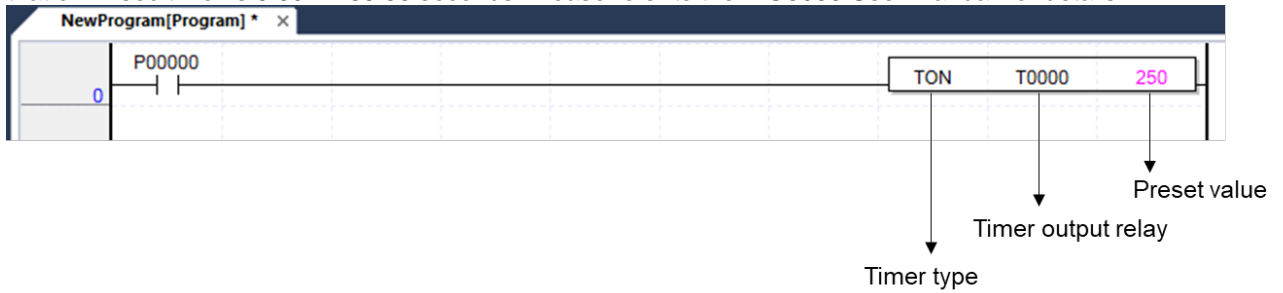 NewProgram[Program] * ×
P00000
TON T0000 250
0
Preset value
Timer output relay
Timer type